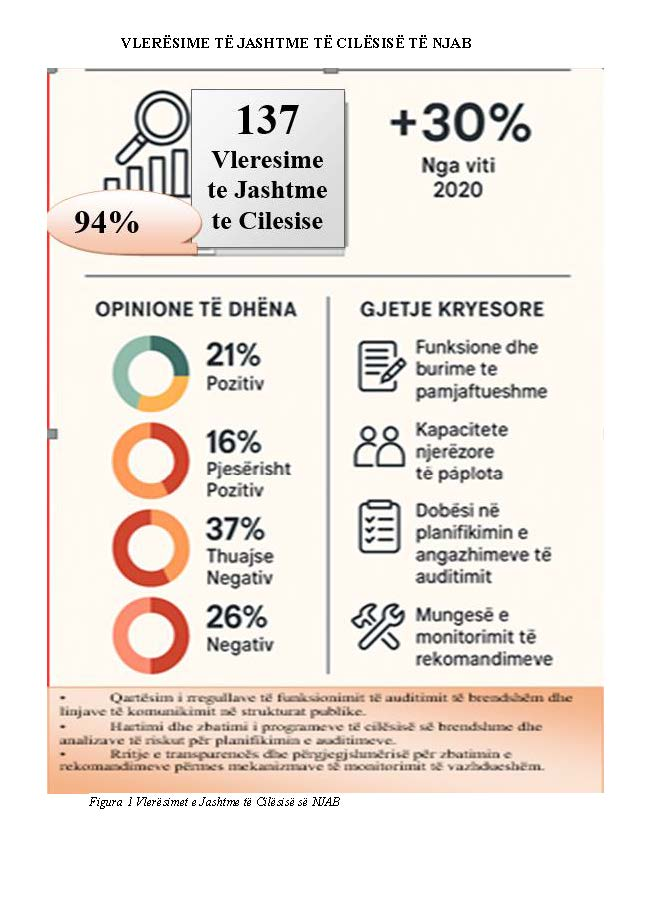 VLERËSIME TË JASHTME TË CILËSISË TË NJAB
137
Vleresime
te Jashtme
te Cilesise
94%
+30%
Nga viti
2020
OPINIONE TË DHËNA
21%
Pozitiv
16%
Pjesërisht
Pozitiv
37%
Thuajse
Negativ
26%
Negativ
GJETJE KRYESORE
Funksione dhe
burime te
pamjaftueshme
Kapacitete
njerëzore
të páplota
Dobësi në
planifikimin e
angazhimeve të
auditimit
Mungesë e
monitorimit të
rekomandimeve
• Qartësim i rregullave të funksionimit të auditimit të brendshëm dhe
linjave të komunikimit në strukturat publike.
• Hartimi dhe zbatimi i programeve të cilësisë së brendshme dhe
analizave të riskut për planifikimin e auditimeve.
• Rritje e transparencës dhe përgjegjshmërisë për zbatimin e
rekomandimeve përmes mekanizmave të monitorimit të vazhdueshëm.
Figura 1 Vlerësimet e Jashtme të Cilësisë së NJAB